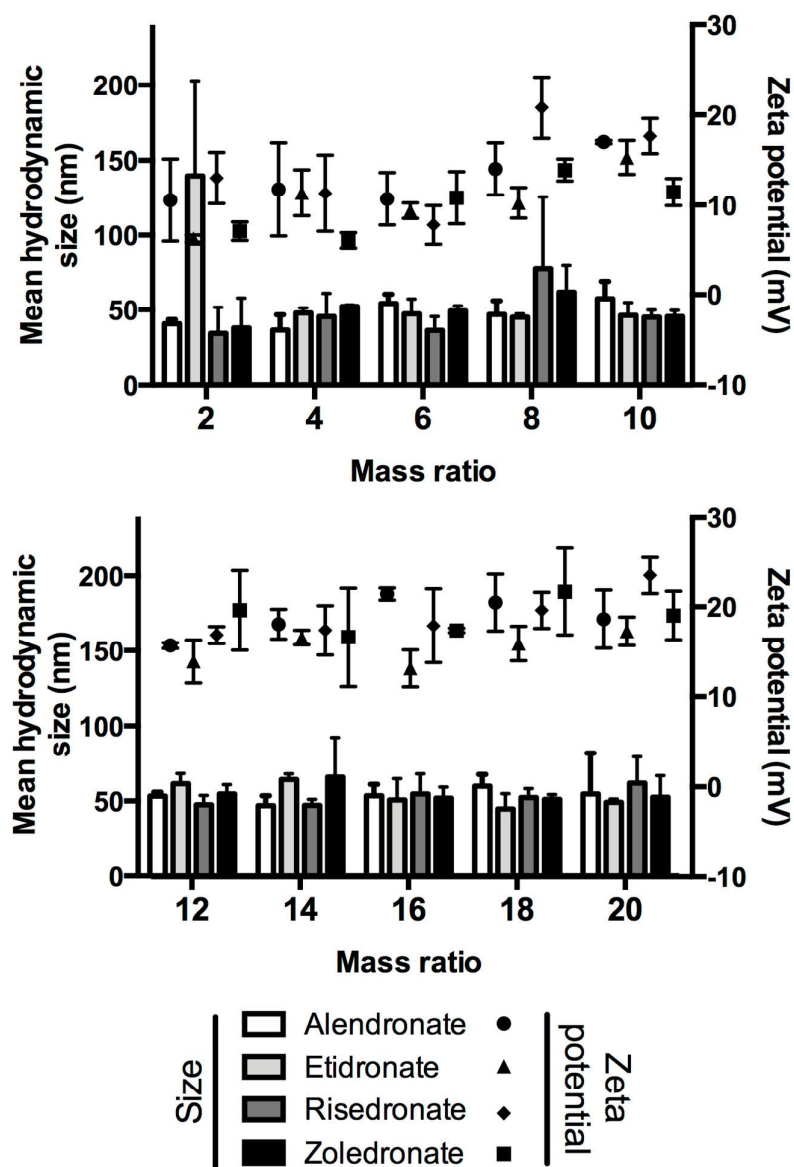 Mean hydrodynamic
size (nm)
200
150
100
50
0
30
20
10
0
-10
Zeta potential (mV)
2 4 6 8 10
Mass ratio
Mean hydrodynamic
size (nm)
200
150
100
50
0
30
20
10
0
-10
Zeta potential (mV)
12 14 16 18 20
Mass ratio
Size
Alendronate
Etidronate
Risedronate
Zoledronate
Zeta
potential